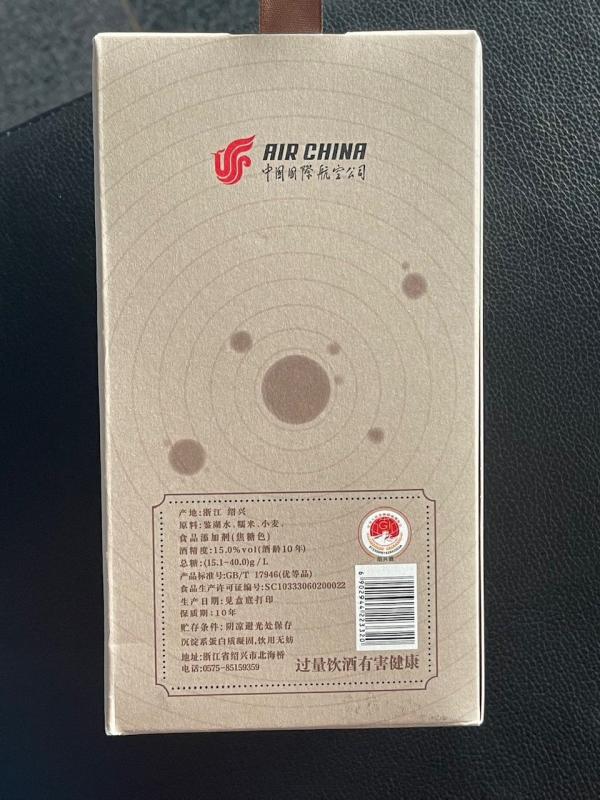 AIR CHINA
中国国際航空公司
产地:浙江 绍兴
原料:鉴湖水、糯米、小麦、
食品添加剂(焦糖色)
酒精度:15.0%vol(酒龄10年)
总糖:(15.1-40.0)g/L
产品标准号:GB/T 17946(优等品)
食品生产许可证编号:SC10333060200022
生产日期:见盒底打印
保质期:10年
贮存条件:阴凉避光处保存
沉淀系蛋白质凝固,饮用无妨
地址:浙江省绍兴市北海桥
电话:0575-85159359
绍兴酒
6902944223320
过量饮酒有害健康